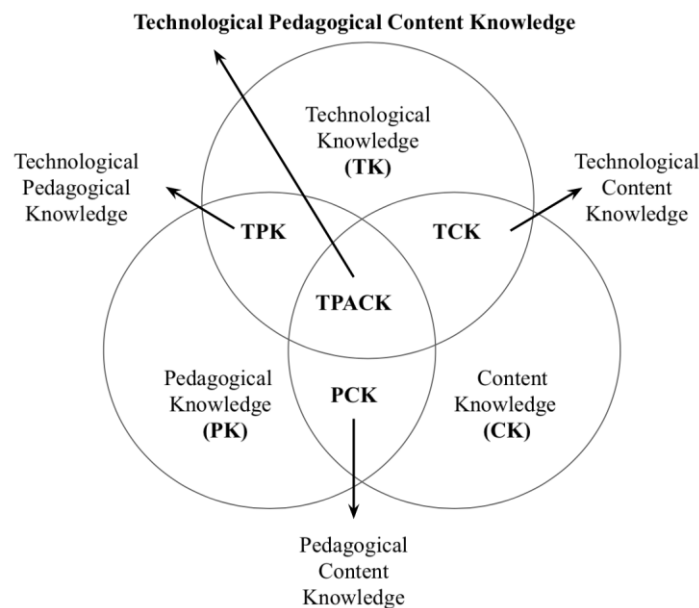 Technological Pedagogical Content Knowledge
Technological
Knowledge
(TK)
Technological
Pedagogical
Knowledge
Technological
Content
Knowledge
TPK
TCK
TPACK
Pedagogical
Knowledge
(PK)
PCK
Content
Knowledge
(CK)
Pedagogical
Content
Knowledge